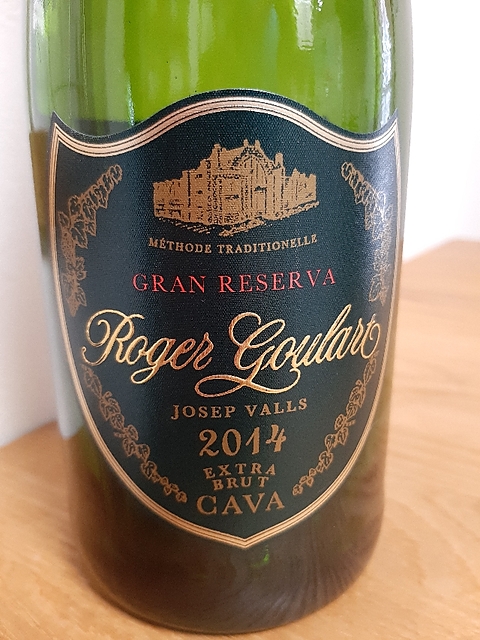 MÉTHODE TRADITIONELLE
GRAN RESERVA
Roger Goulart
JOSEP VALLS
2014
EXTRA
BRUT
CAVA